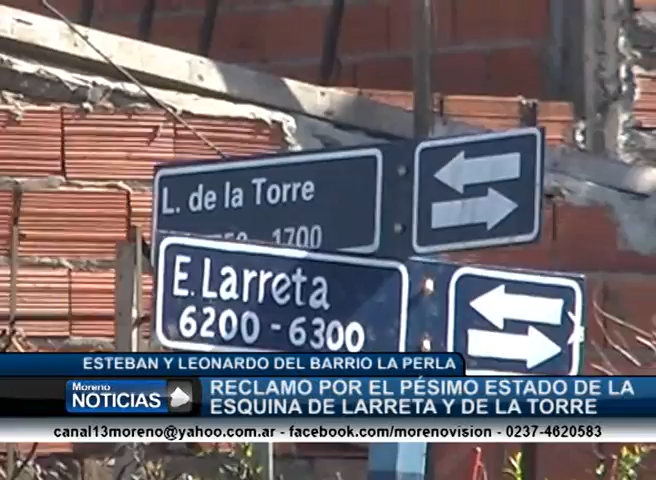 L. de la Torre
1700
E. Larreta
6200 - 6300
ESTEBAN Y LEONARDO DEL BARRIO LA PERLA
Moreno
NOTICIAS
RECLAMO POR EL PÉSIMO ESTADO DE LA
ESQUINA DE LARRETA Y DE LA TORRE
canal13moreno@yahoo.com.ar - facebook.com/morenovision - 0237-4620583